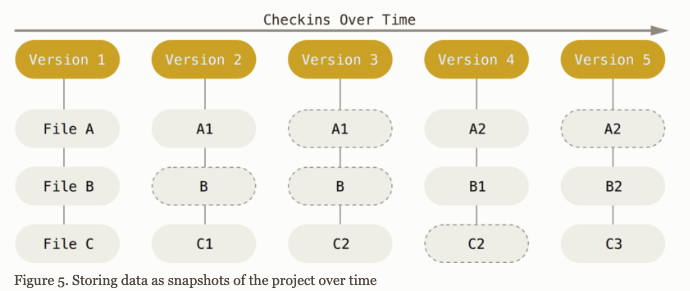 Checkins Over Time
Version 1 Version 2 Version 3 Version 4 Version 5
File A A1 A1 A2 A2
File B B B B1 B2
File C C1 C2 C2 C3
Figure 5. Storing data as snapshots of the project over time